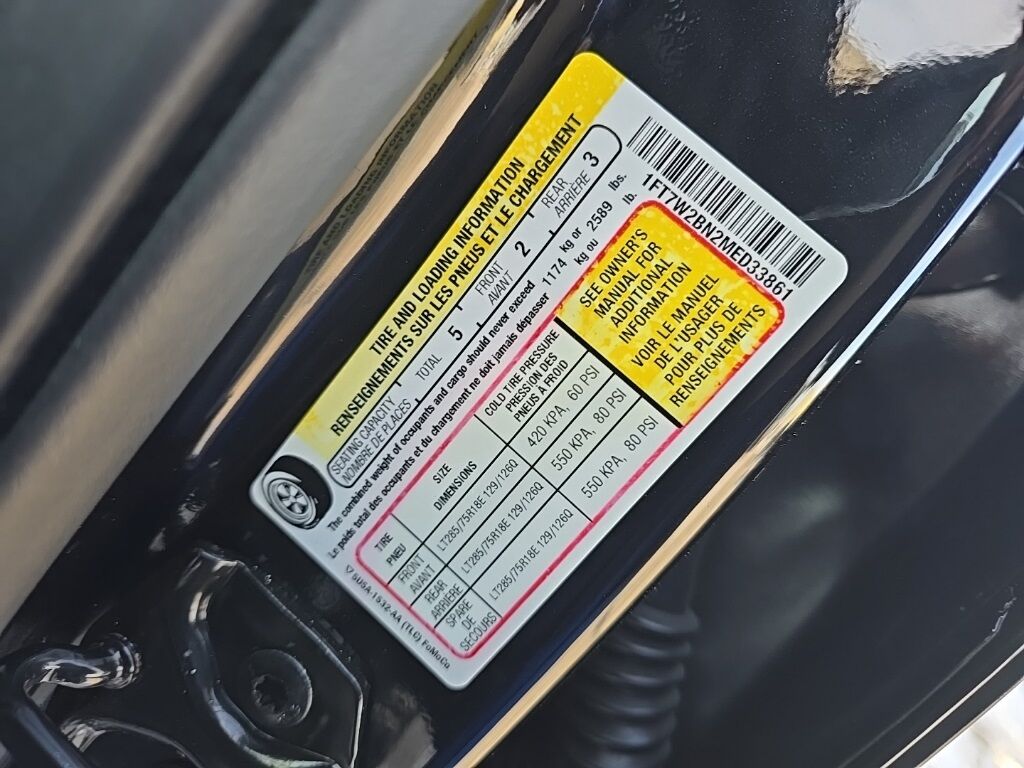 TIRE AND LOADING INFORMATION
RENSEIGNEMENTS SUR LES PNEUS ET LE CHARGEMENT
SEATING CAPACITY
NOMBRE DE PLACES
TOTAL 5
FRONT
AVANT 2
REAR
ARRIÈRE 3
The combined weight of occupants and cargo should never exceed 1174 kg or 2589 lbs.
Le poids total des occupants et du chargement ne doit jamais dépasser kg ou lb.
TIRE
PNEU
SIZE
DIMENSIONS
COLD TIRE PRESSURE
PRESSION DES
PNEUS À FROID
FRONT
AVANT
LT285/75R18E 129/126Q
420 KPA, 60 PSI
REAR
ARRIÈRE
LT285/75R18E 129/126Q
550 KPA, 80 PSI
SPARE
DE
SECOURS
LT285/75R18E 129/126Q
550 KPA, 80 PSI
SEE OWNER'S
MANUAL FOR
ADDITIONAL
INFORMATION
VOIR LE MANUEL
DE L'USAGER
POUR PLUS DE
RENSEIGNEMENTS
1FT7W2BN2MED33861
5U5A-1532-AA (TLG) FoMoCo